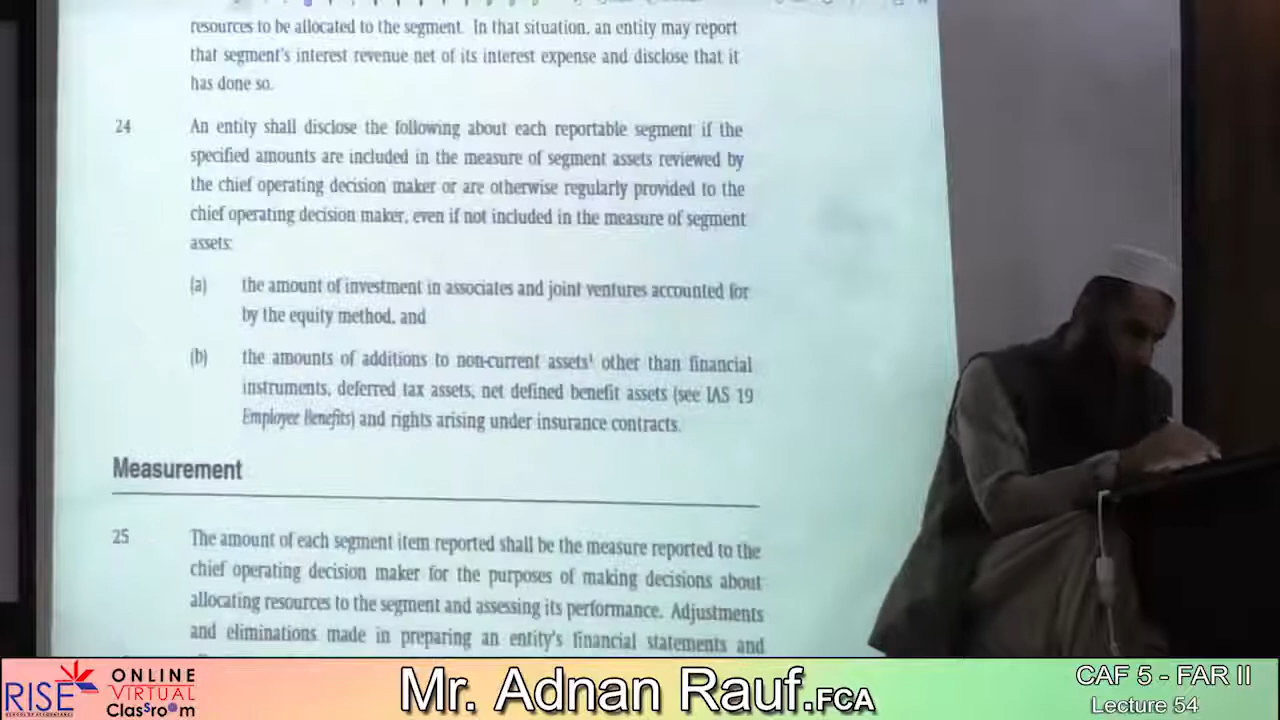 resources to be allocated to the segment. In that situation, an entity may report
that segment's interest revenue net of its interest expense and disclose that it
has done so.
24 An entity shall disclose the following about each reportable segment if the
specified amounts are included in the measure of segment assets reviewed by
the chief operating decision maker or are otherwise regularly provided to the
chief operating decision maker, even if not included in the measure of segment
assets:
(a) the amount of investment in associates and joint ventures accounted for
by the equity method, and
(b) the amounts of additions to non-current assets¹ other than financial
instruments, deferred tax assets, net defined benefit assets (see IAS 19
Employee Benefits) and rights arising under insurance contracts.
Measurement
25 The amount of each segment item reported shall be the measure reported to the
chief operating decision maker for the purposes of making decisions about
allocating resources to the segment and assessing its performance. Adjustments
and eliminations made in preparing an entity's financial statements and
RISE
ONLINE
VIRTUAL
Classroom
Mr. Adnan Rauf.FCA
CAF 5 - FAR II
Lecture 54